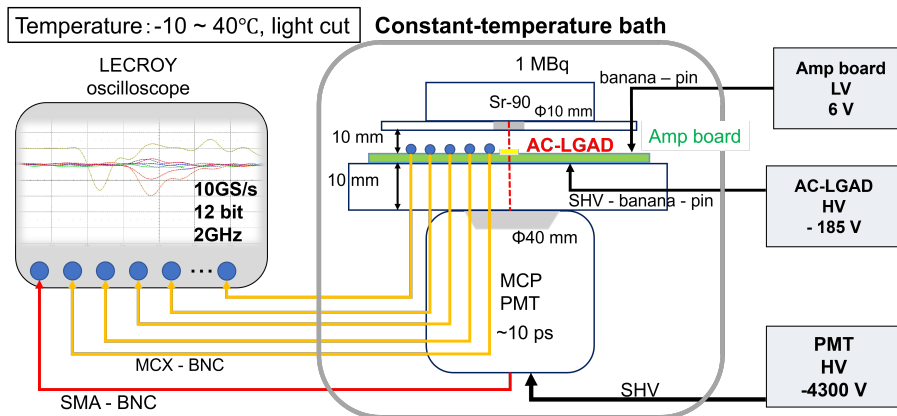 Temperature: -10 ~ 40℃, light cut
Constant-temperature bath
LECROY
oscilloscope
10GS/s
12 bit
2GHz
MCX - BNC
SMA - BNC
1 MBq
Sr-90
Φ10 mm
10 mm
AC-LGAD
Amp board
10 mm
SHV - banana - pin
Φ40 mm
MCP
PMT
~10 ps
banana – pin
SHV
Amp board
LV
6 V
AC-LGAD
HV
- 185 V
PMT
HV
-4300 V